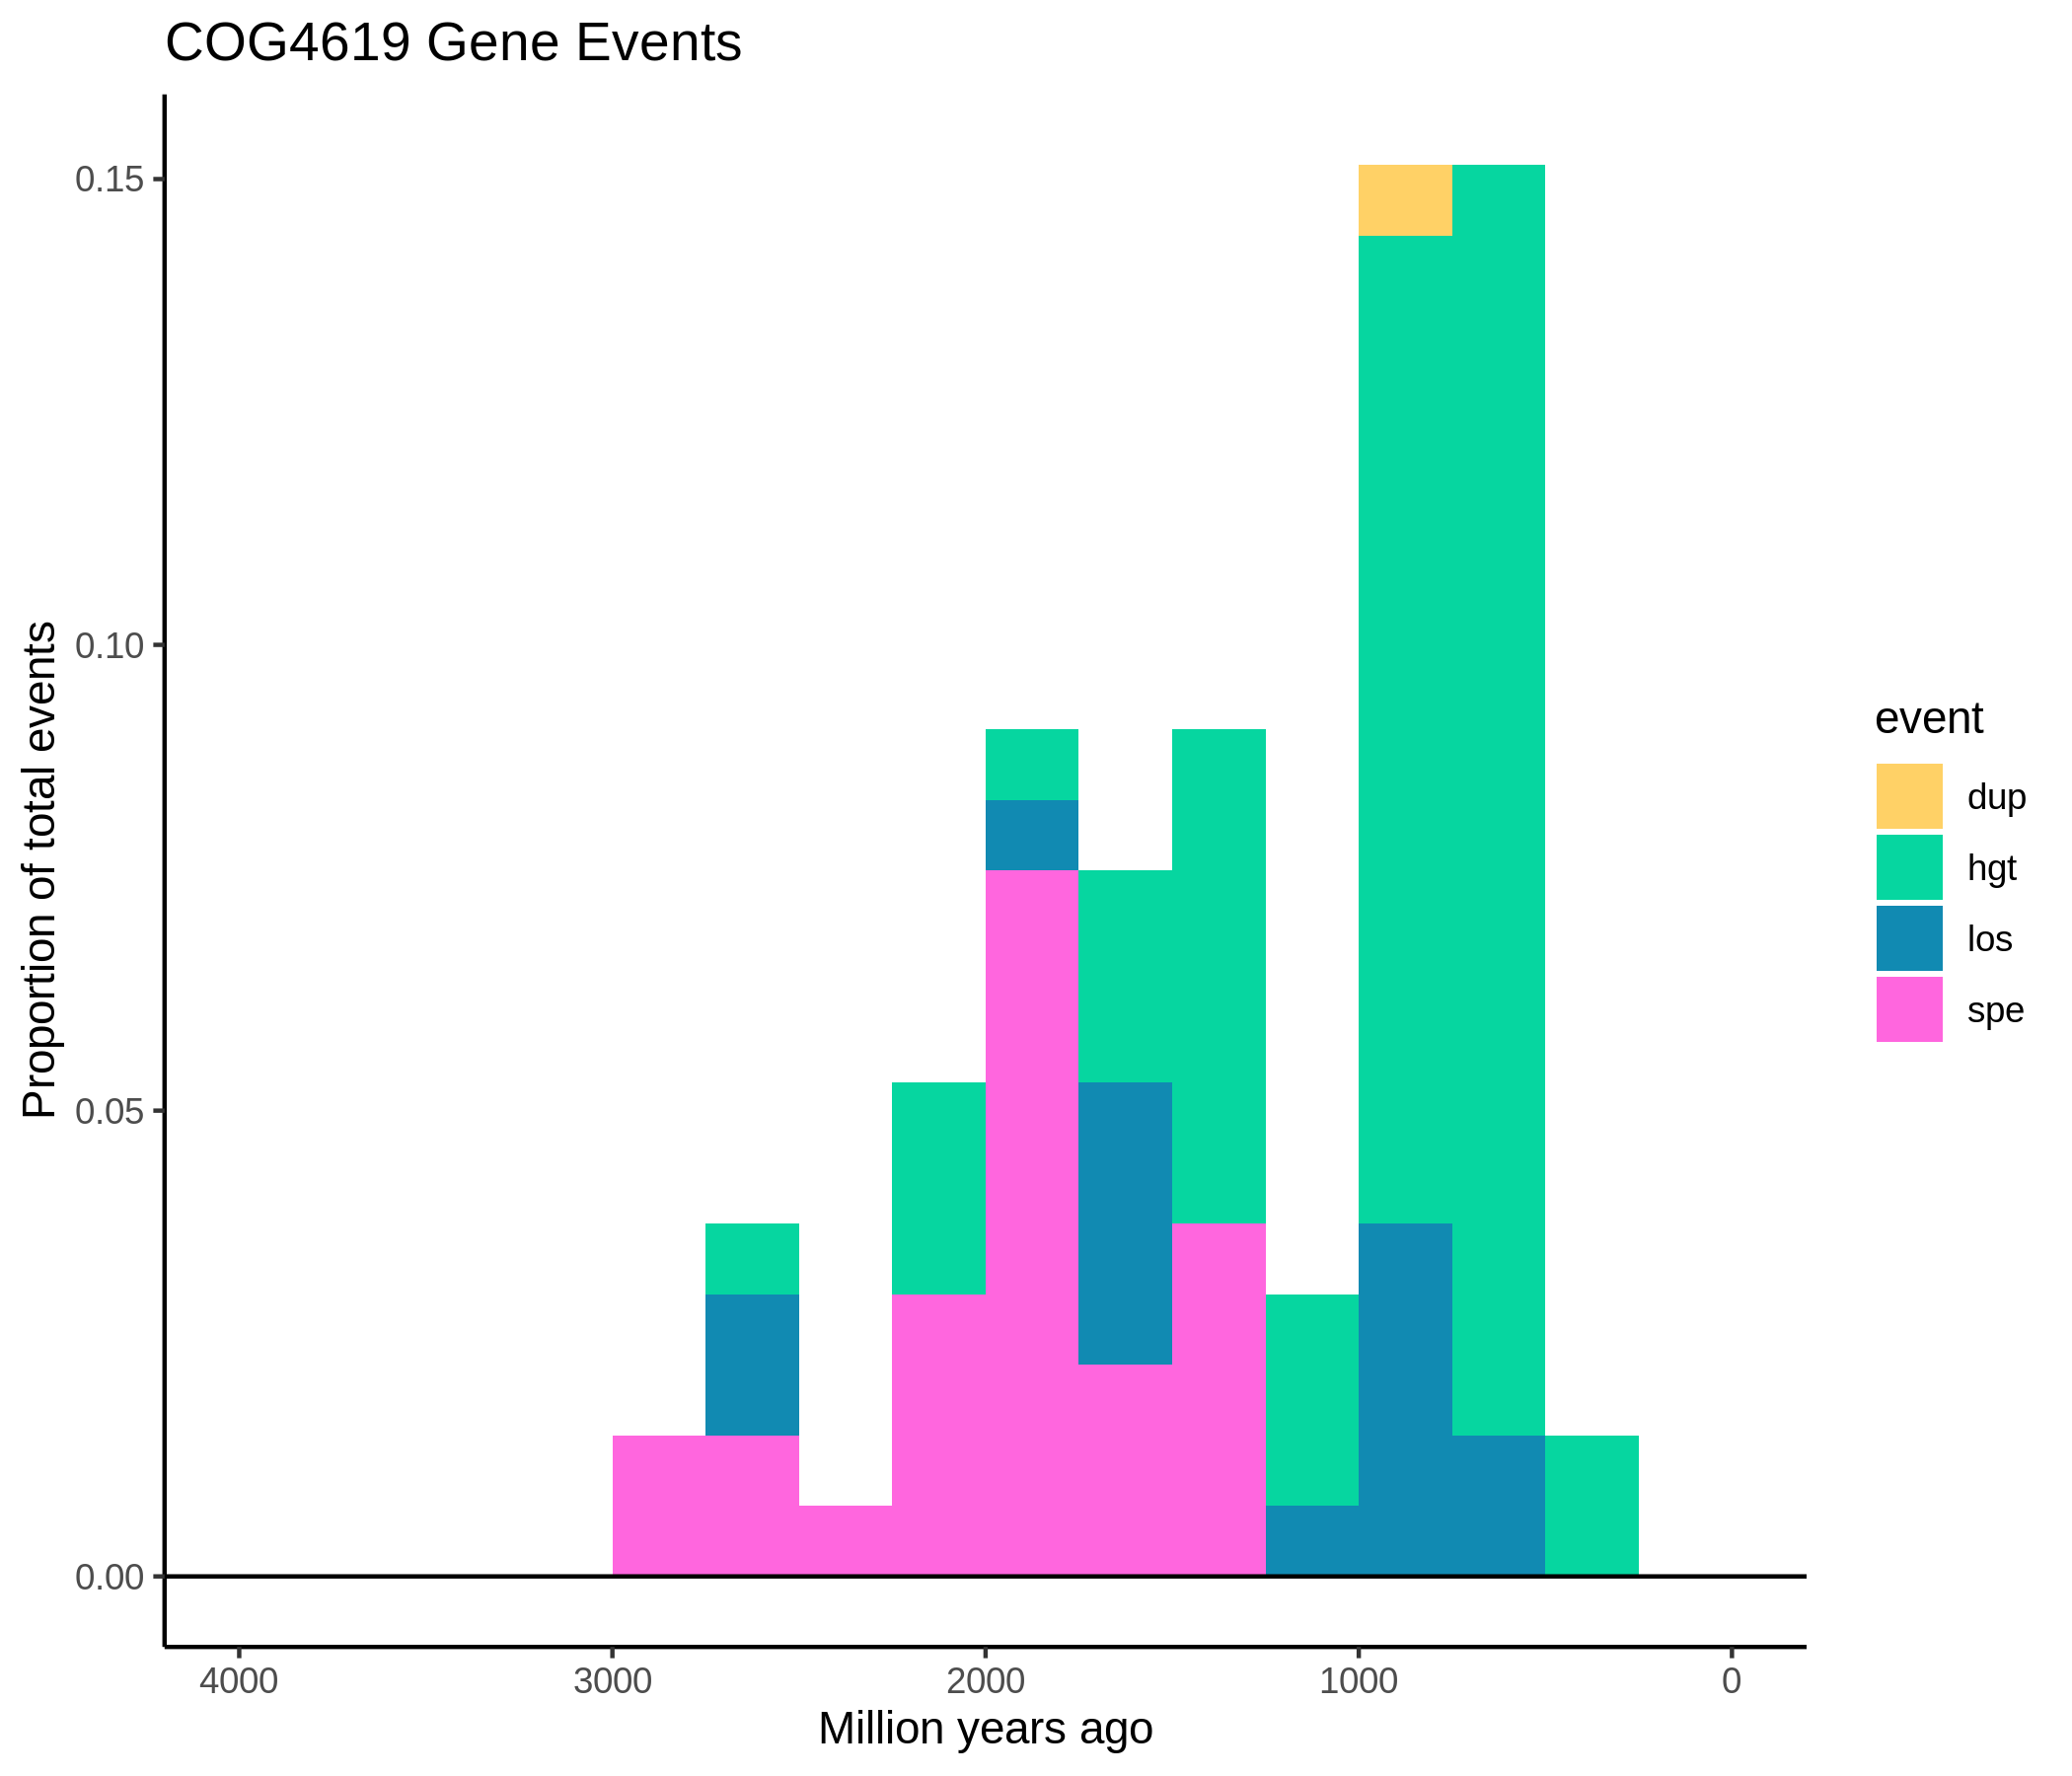 COG4619 Gene Events
Proportion of total events
0.15
0.10
0.05
0.00
4000
3000
2000
1000
0
Million years ago
event
dup
hgt
los
spe